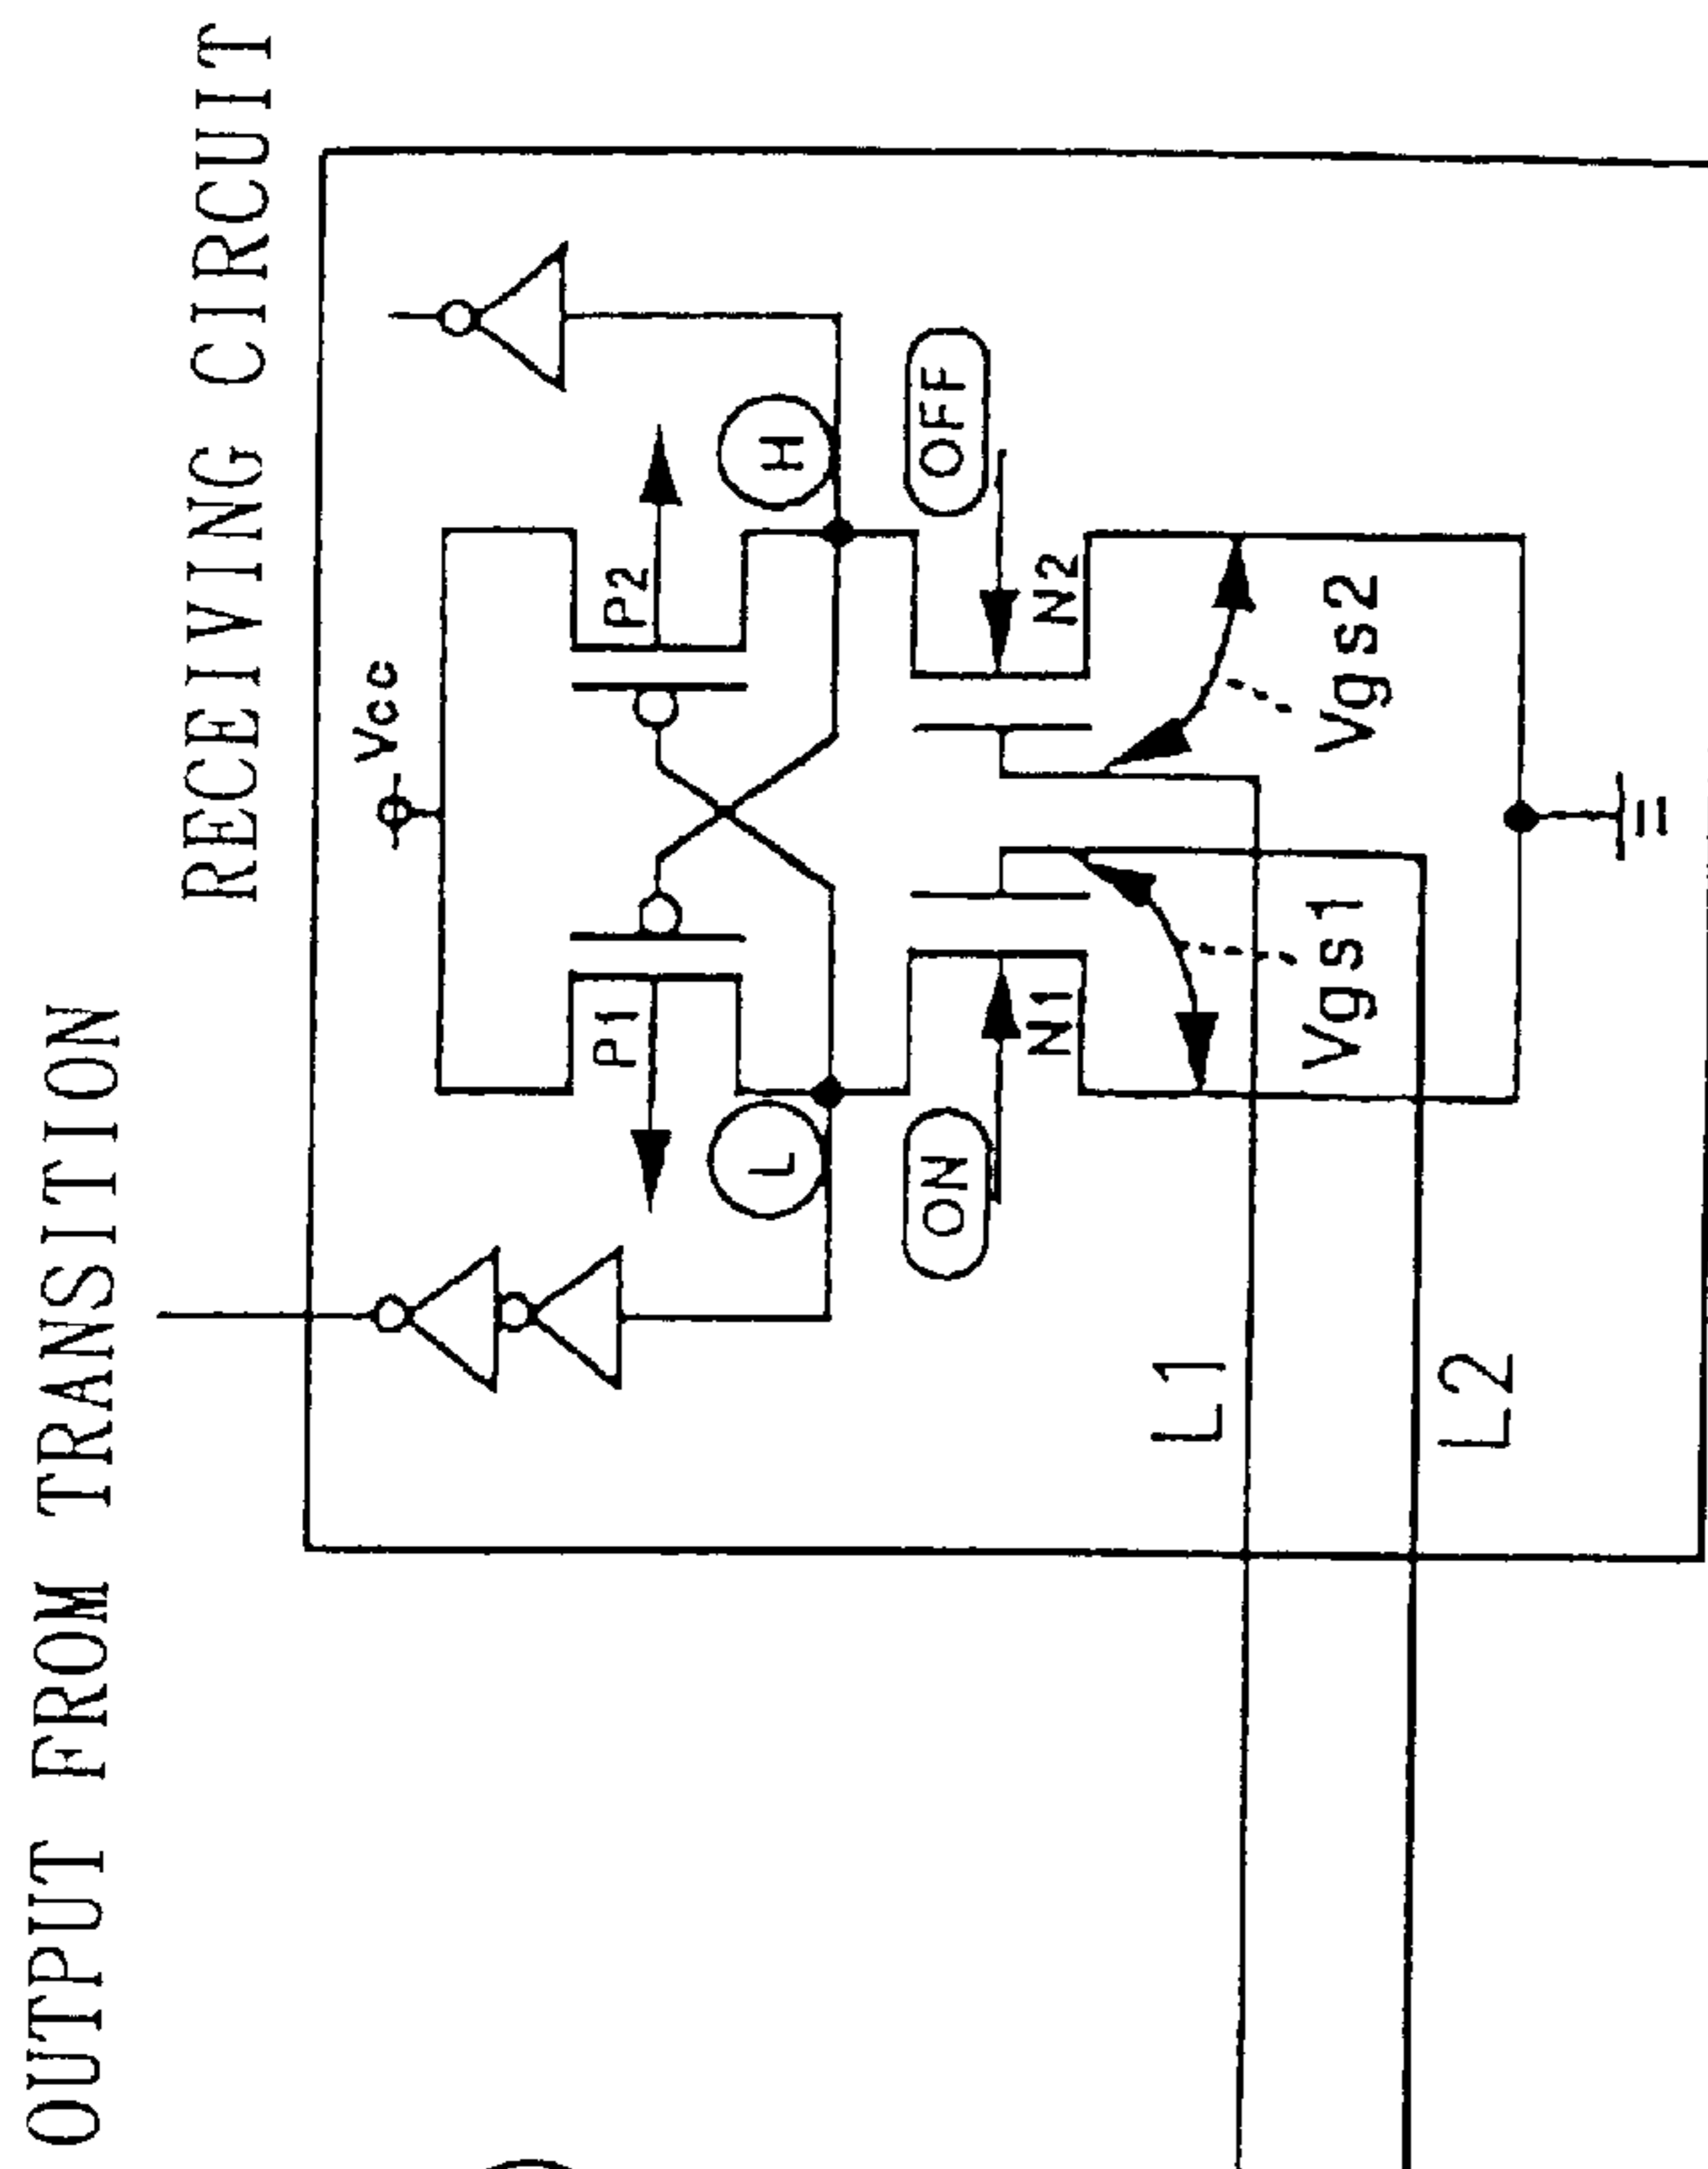 OUTPUT FROM TRANSITION
RECEIVING CIRCUIT
Vcc
P1
P2
L
H
ON
OFF
N1
N2
L1
Vgs1
Vgs2
L2